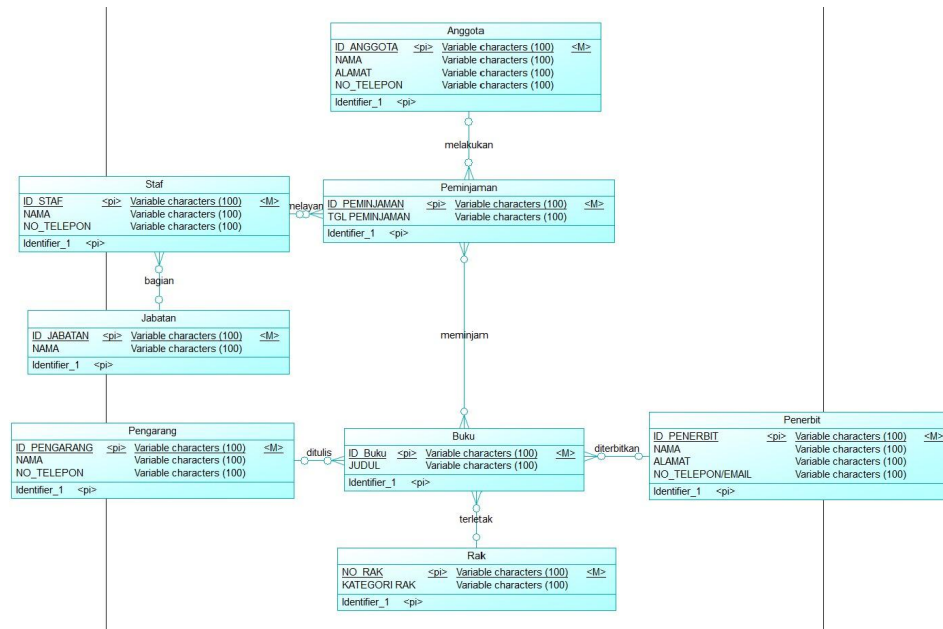 Anggota
ID_ANGGOTA <pi> Variable characters (100) <M>
NAMA Variable characters (100)
ALAMAT Variable characters (100)
NO_TELEPON Variable characters (100)
Identifier_1 <pi>
melakukan
Staf
ID_STAF <pi> Variable characters (100) <M>
NAMA Variable characters (100)
NO_TELEPON Variable characters (100)
Identifier_1 <pi>
melayan
Peminjaman
ID_PEMINJAMAN <pi> Variable characters (100) <M>
TGL PEMINJAMAN Variable characters (100)
Identifier_1 <pi>
bagian
Jabatan
ID_JABATAN <pi> Variable characters (100) <M>
NAMA Variable characters (100)
Identifier_1 <pi>
meminjam
Pengarang
ID_PENGARANG <pi> Variable characters (100) <M>
NAMA Variable characters (100)
NO_TELEPON Variable characters (100)
Identifier_1 <pi>
ditulis
Buku
ID_Buku <pi> Variable characters (100) <M>
JUDUL Variable characters (100)
Identifier_1 <pi>
diterbitkan
Penerbit
ID_PENERBIT <pi> Variable characters (100) <M>
NAMA Variable characters (100)
ALAMAT Variable characters (100)
NO_TELEPON/EMAIL Variable characters (100)
Identifier_1 <pi>
terletak
Rak
NO_RAK <pi> Variable characters (100) <M>
KATEGORI RAK Variable characters (100)
Identifier_1 <pi>